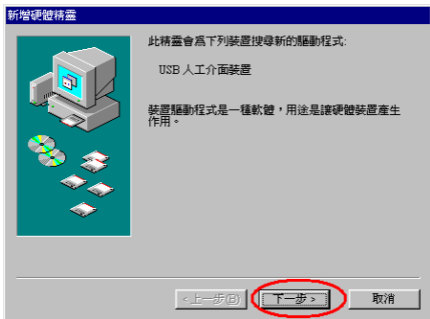 新增硬體精靈
此精靈會為下列裝置搜尋新的驅動程式:
USB 人工介面裝置
裝置驅動程式是一種軟體，用途是讓硬體裝置產生
作用。
<上一步(B)
下一步 >
取消